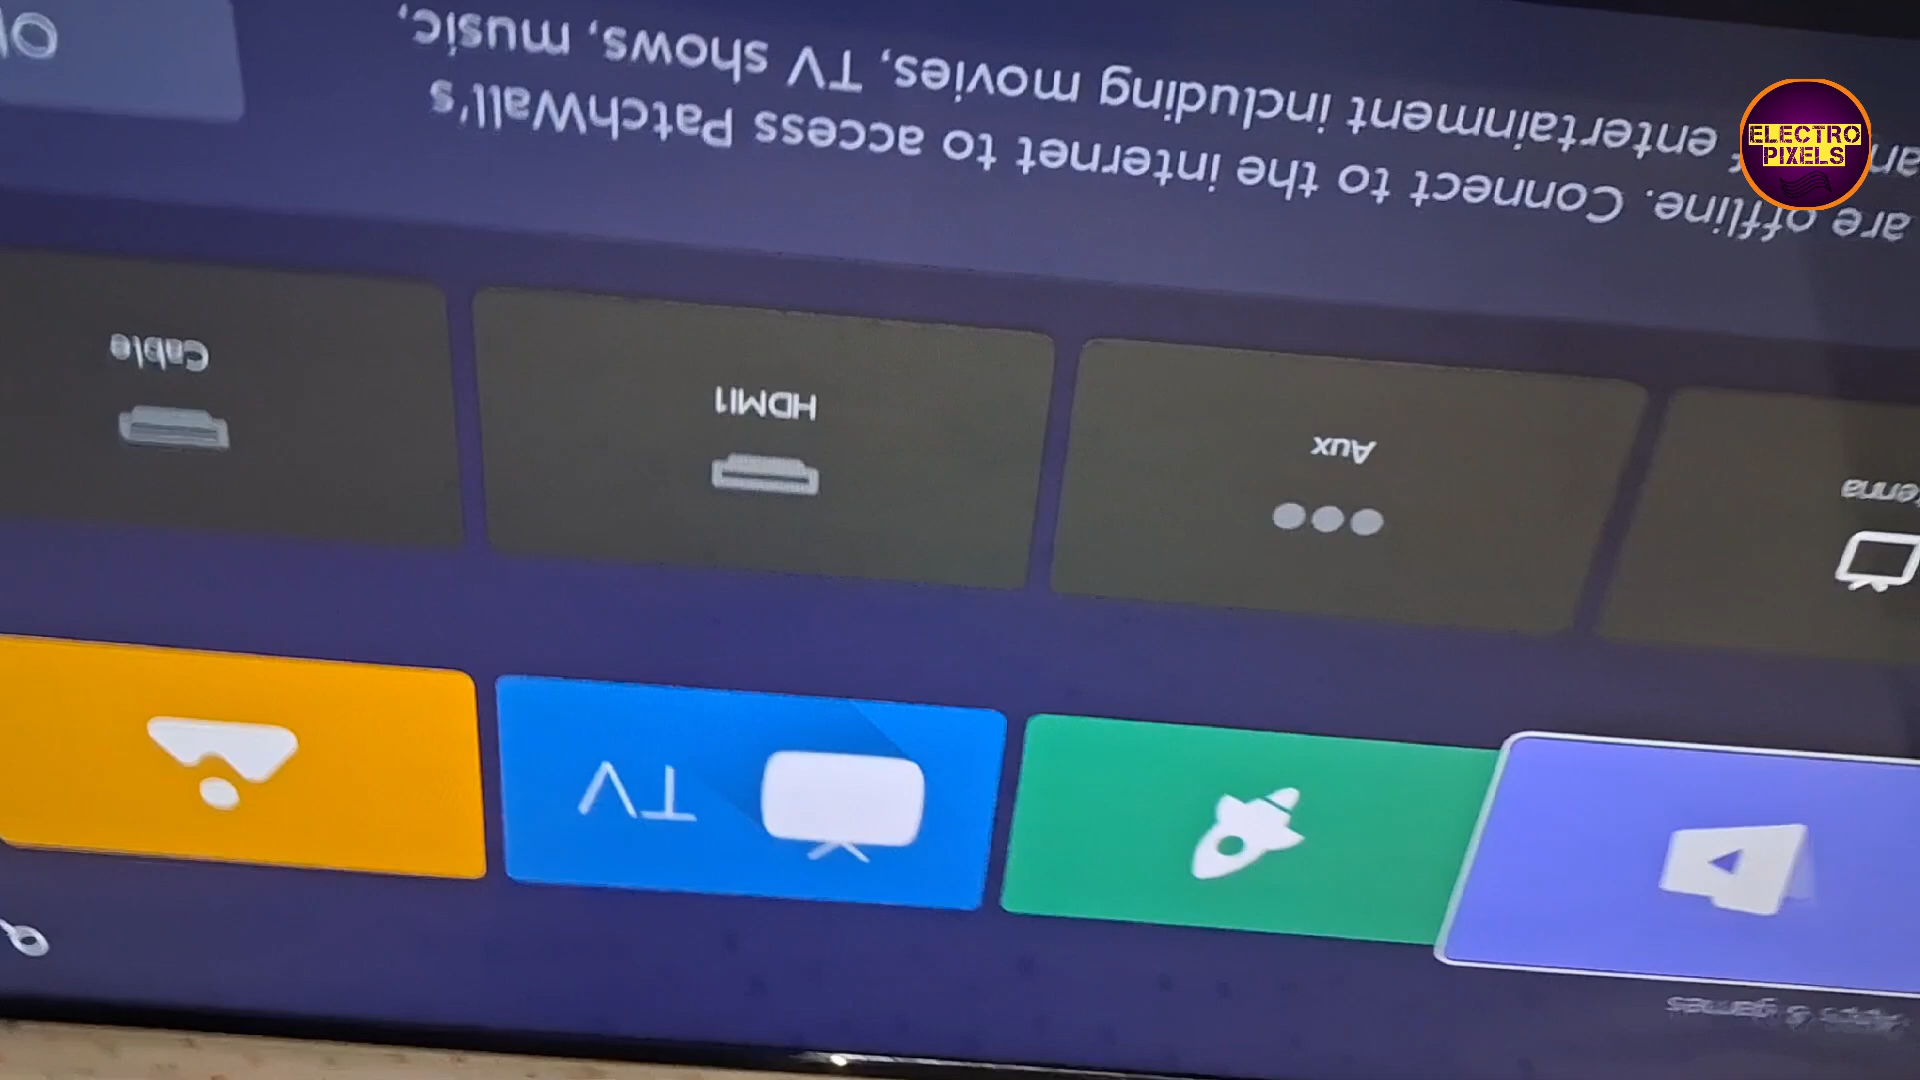 ELECTRO
PIXELS
Apps & games
TV
Aux
HDMI1
Cable
are offline. Connect to the internet to access PatchWall's
entertainment including movies, TV shows, music,